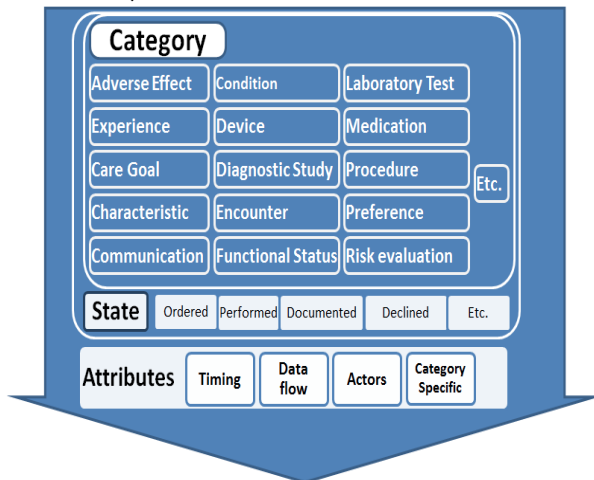 Category
Adverse Effect Condition Laboratory Test
Experience Device Medication
Care Goal Diagnostic Study Procedure
Etc.
Characteristic Encounter Preference
Communication Functional Status Risk evaluation
State Ordered Performed Documented Declined Etc.
Attributes Timing Data flow Actors Category Specific